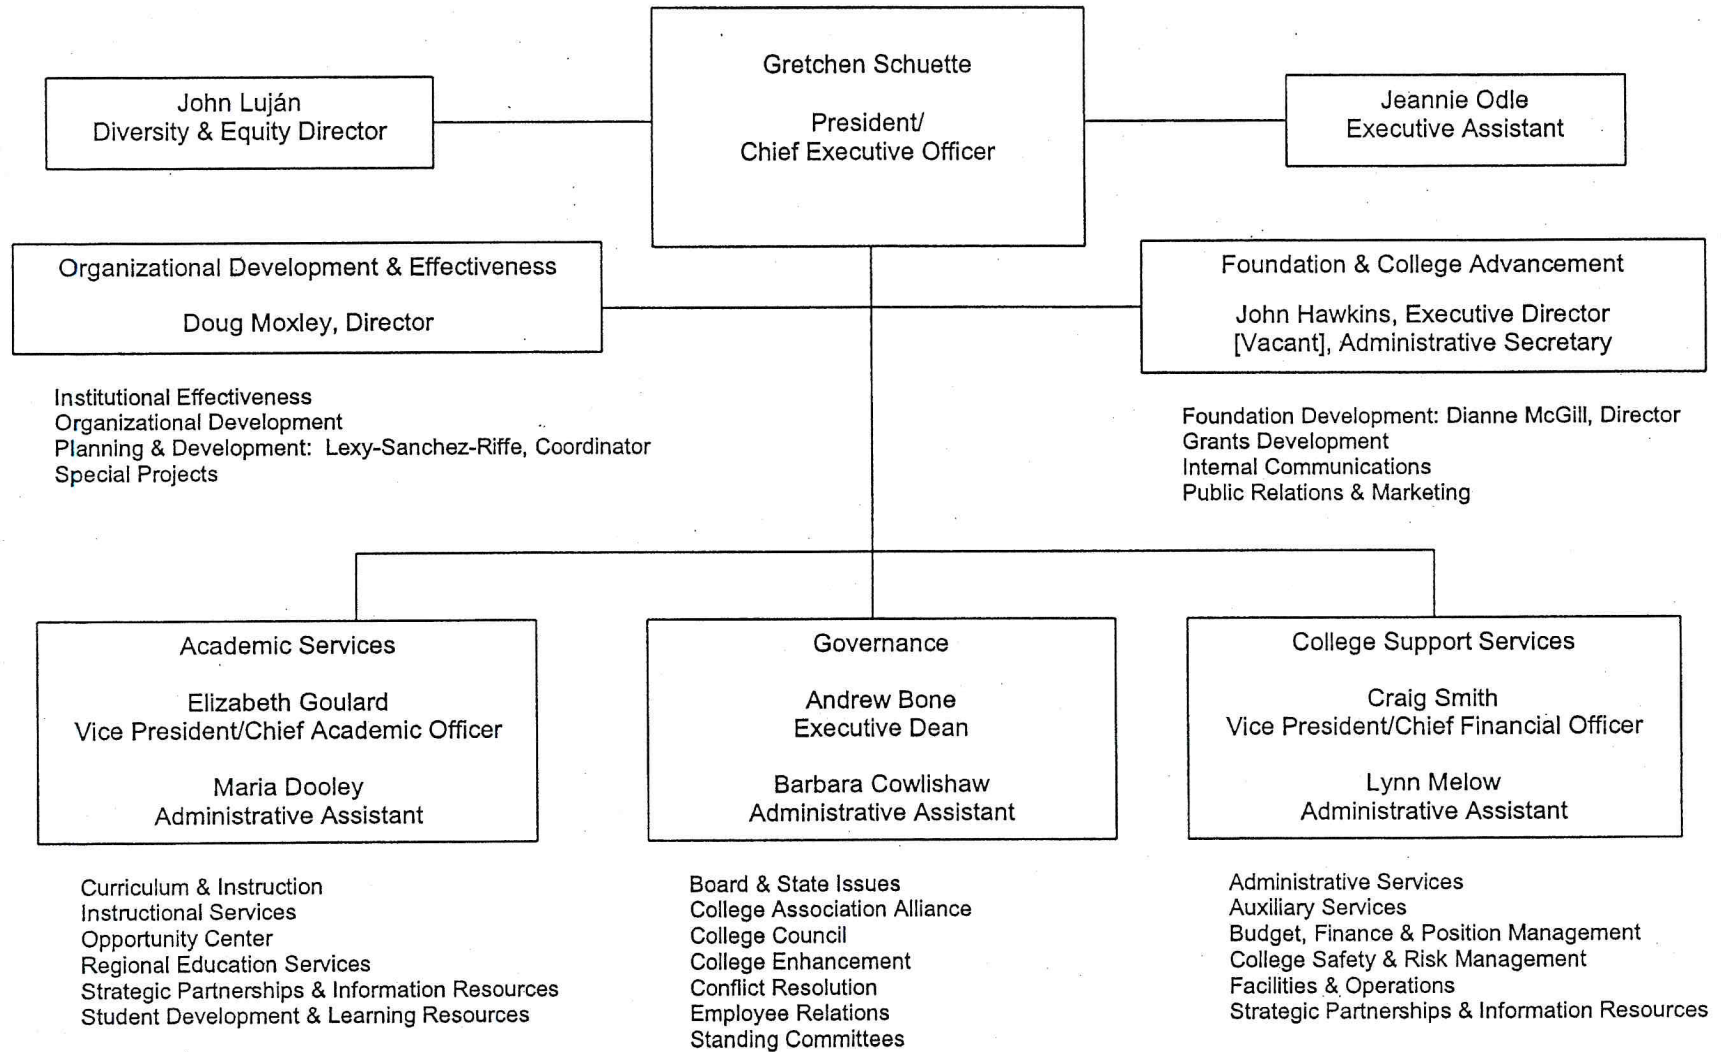 Gretchen Schuette
President/
Chief Executive Officer
John Luján
Diversity & Equity Director
Jeannie Odle
Executive Assistant
Organizational Development & Effectiveness
Doug Moxley, Director
Institutional Effectiveness
Organizational Development
Planning & Development: Lexy-Sanchez-Riffe, Coordinator
Special Projects
Foundation & College Advancement
John Hawkins, Executive Director
[Vacant], Administrative Secretary
Foundation Development: Dianne McGill, Director
Grants Development
Internal Communications
Public Relations & Marketing
Academic Services
Elizabeth Goulard
Vice President/Chief Academic Officer
Maria Dooley
Administrative Assistant
Curriculum & Instruction
Instructional Services
Opportunity Center
Regional Education Services
Strategic Partnerships & Information Resources
Student Development & Learning Resources
Governance
Andrew Bone
Executive Dean
Barbara Cowlishaw
Administrative Assistant
Board & State Issues
College Association Alliance
College Council
College Enhancement
Conflict Resolution
Employee Relations
Standing Committees
College Support Services
Craig Smith
Vice President/Chief Financial Officer
Lynn Melow
Administrative Assistant
Administrative Services
Auxiliary Services
Budget, Finance & Position Management
College Safety & Risk Management
Facilities & Operations
Strategic Partnerships & Information Resources